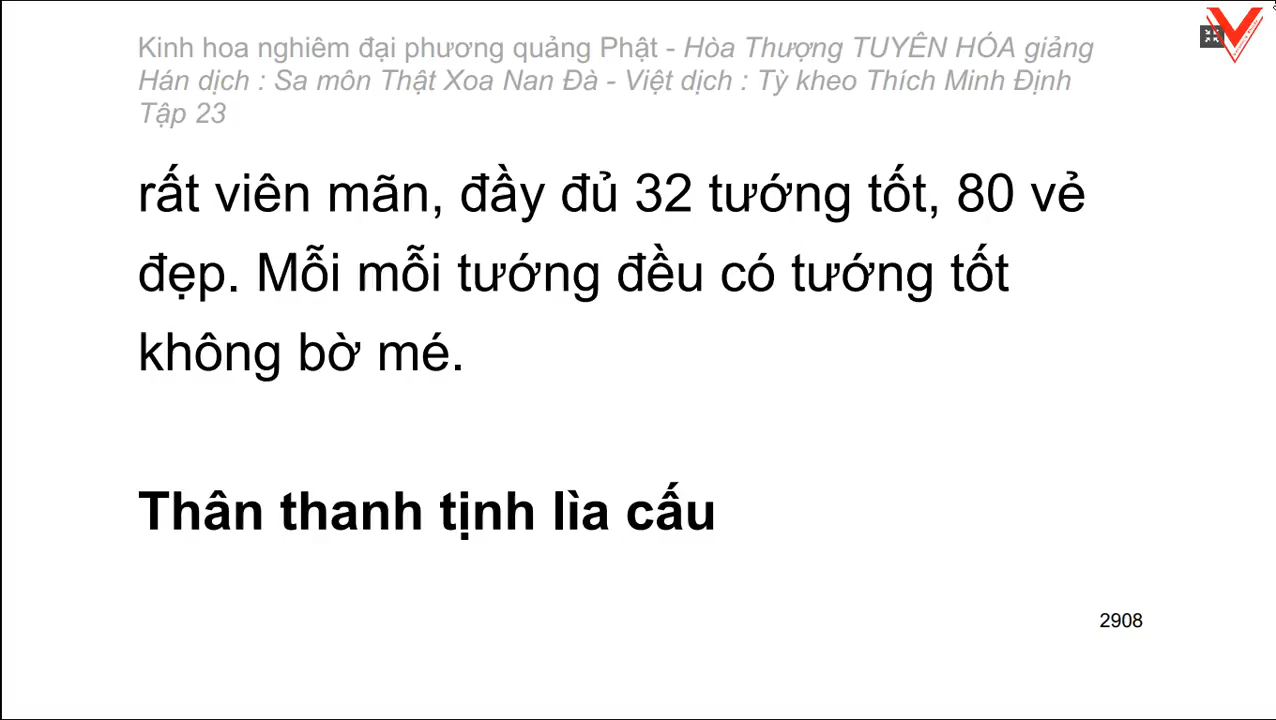 Kinh hoa nghiêm đại phương quảng Phật - Hòa Thượng TUYÊN HÓA giảng
Hán dịch : Sa môn Thật Xoa Nan Đà - Việt dịch : Tỳ kheo Thích Minh Định
Tập 23
rất viên mãn, đầy đủ 32 tướng tốt, 80 vẻ
đẹp. Mỗi mỗi tướng đều có tướng tốt
không bờ mé.
Thân thanh tịnh lìa cấu
2908